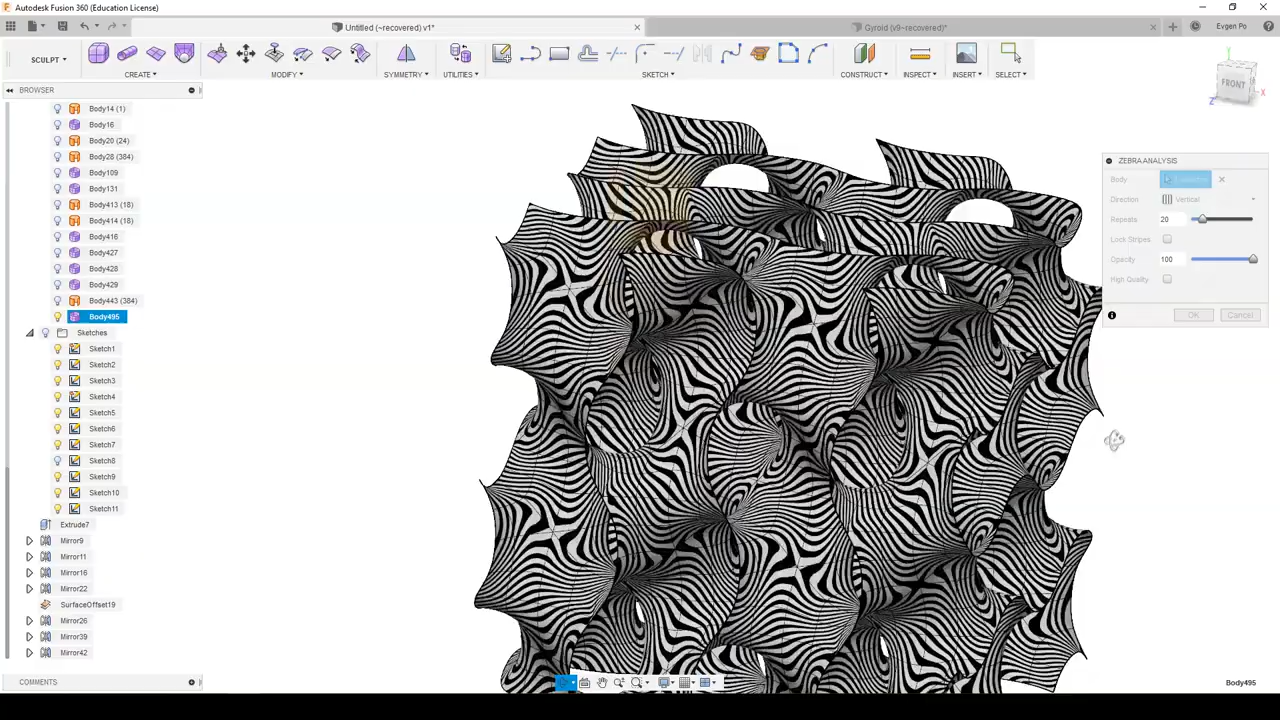 Autodesk Fusion 360 (Education License)
Untitled (~recovered) v1*
Gyroid (v9~recovered)*
Evgen Po
SCULPT
CREATE
MODIFY
SYMMETRY
UTILITIES
SKETCH
CONSTRUCT
INSPECT
INSERT
SELECT
BROWSER
FRONT
X
Z
Body14 (1)
Body16
Body20 (24)
Body28 (384)
Body109
Body131
Body413 (18)
Body414 (18)
Body416
Body427
Body428
Body429
Body443 (384)
Body495
Sketches
Sketch1
Sketch2
Sketch3
Sketch4
Sketch5
Sketch6
Sketch7
Sketch8
Sketch9
Sketch10
Sketch11
Extrude7
Mirror9
Mirror11
Mirror16
Mirror22
SurfaceOffset19
Mirror26
Mirror39
Mirror42
ZEBRA ANALYSIS
Body
Direction Vertical
Repeats 20
Lock Stripes
Opacity 100
High Quality
OK Cancel
COMMENTS
Body495